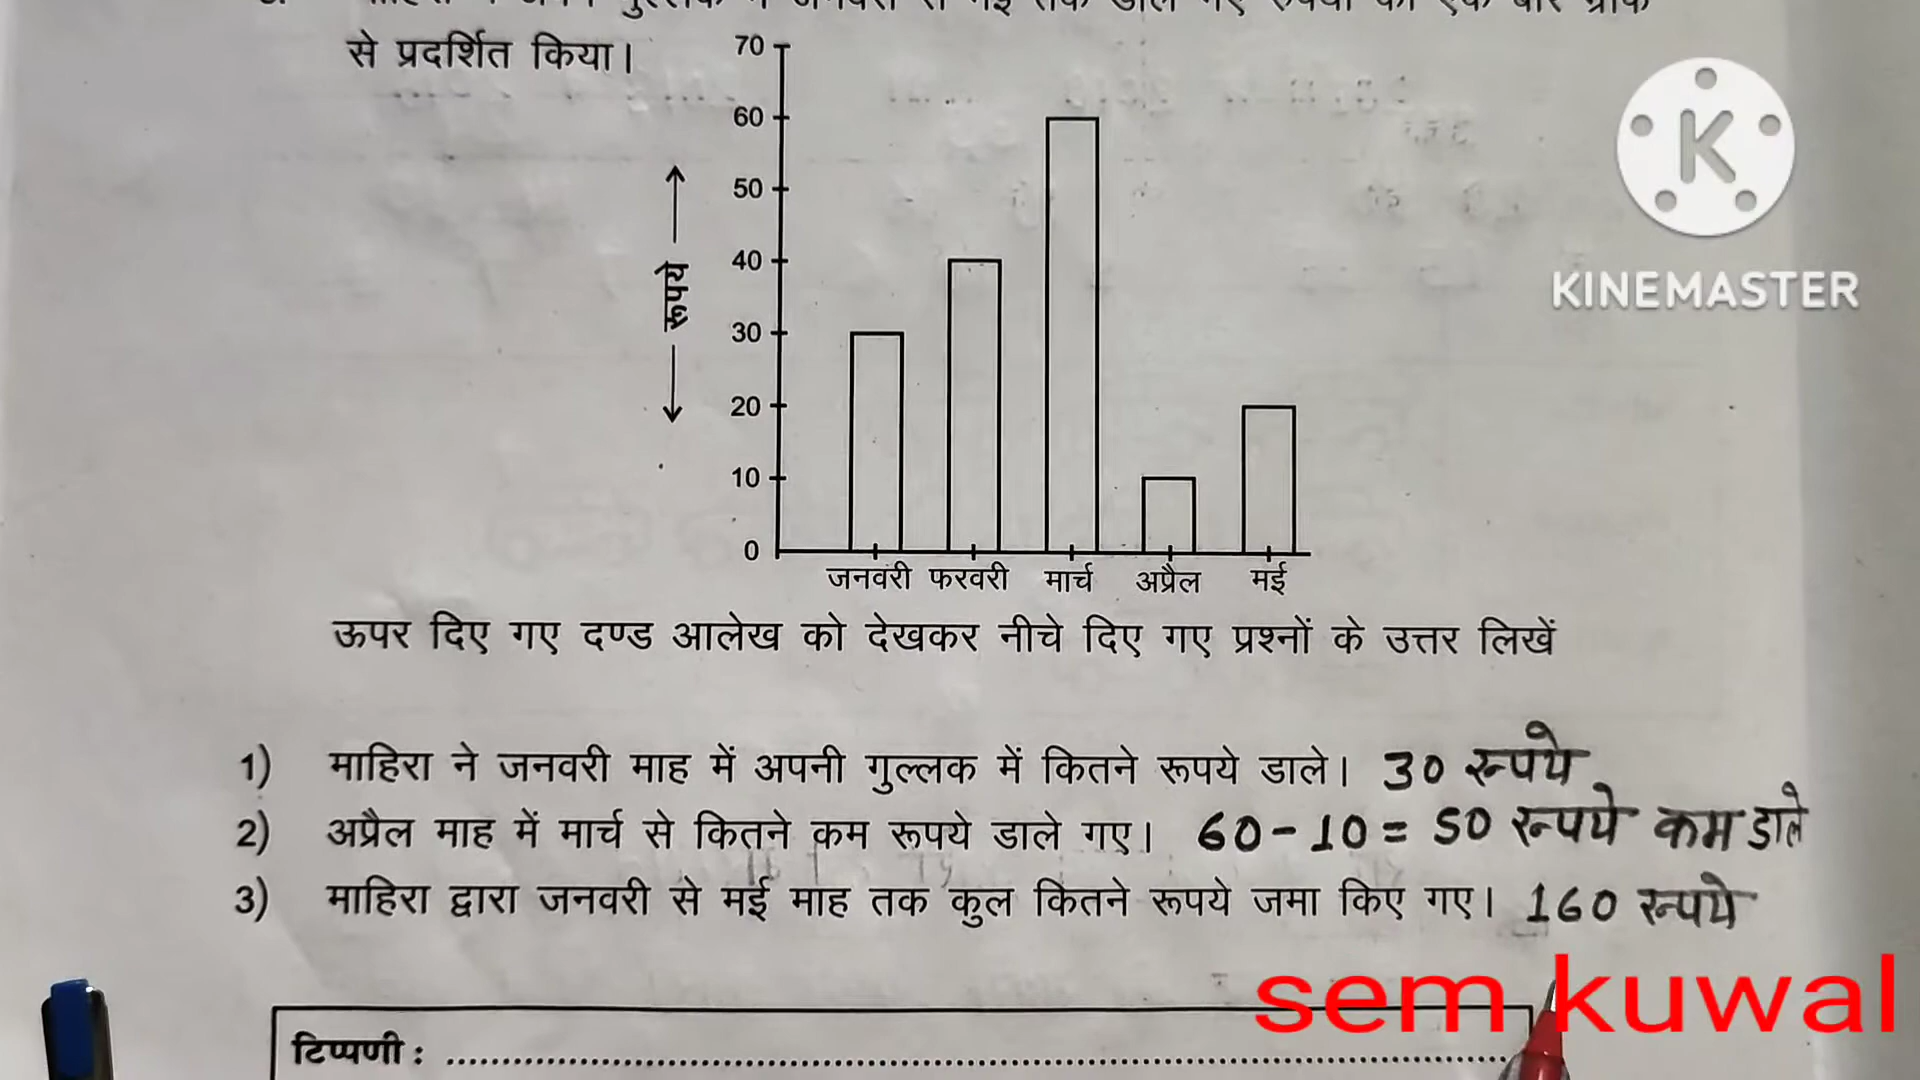 से प्रदर्शित किया।
70
60
50
40
30
20
10
0
रूपये
जनवरी फरवरी मार्च अप्रैल मई
KINEMASTER
ऊपर दिए गए दण्ड आलेख को देखकर नीचे दिए गए प्रश्नों के उत्तर लिखें
1) माहिरा ने जनवरी माह में अपनी गुल्लक में कितने रूपये डाले। 30 रूपये
2) अप्रैल माह में मार्च से कितने कम रूपये डाले गए। 60-10 = 50 रूपये कम डाले
3) माहिरा द्वारा जनवरी से मई माह तक कुल कितने रूपये जमा किए गए। 160 रूपये
sem kuwal
टिप्पणी : ........................................................................